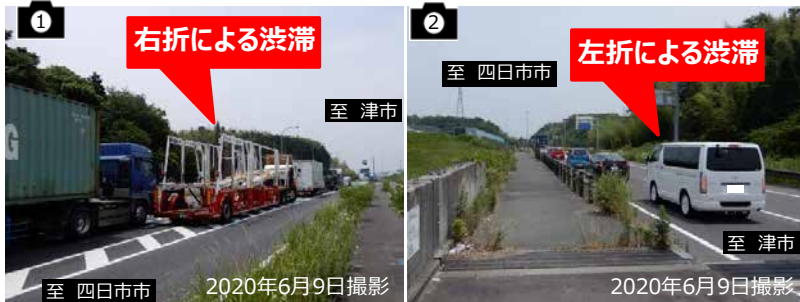 ❶
右折による渋滞
至 津市
至 四日市市
2020年6月9日撮影
❷
左折による渋滞
至 四日市市
至 津市
2020年6月9日撮影